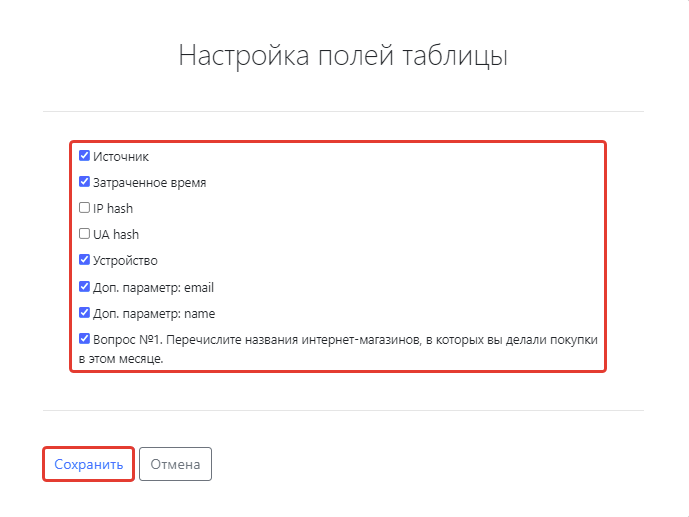 Настройка полей таблицы
Источник
Затраченное время
IP hash
UA hash
Устройство
Доп. параметр: email
Доп. параметр: name
Вопрос №1. Перечислите названия интернет-магазинов, в которых вы делали покупки
в этом месяце.
Сохранить Отмена